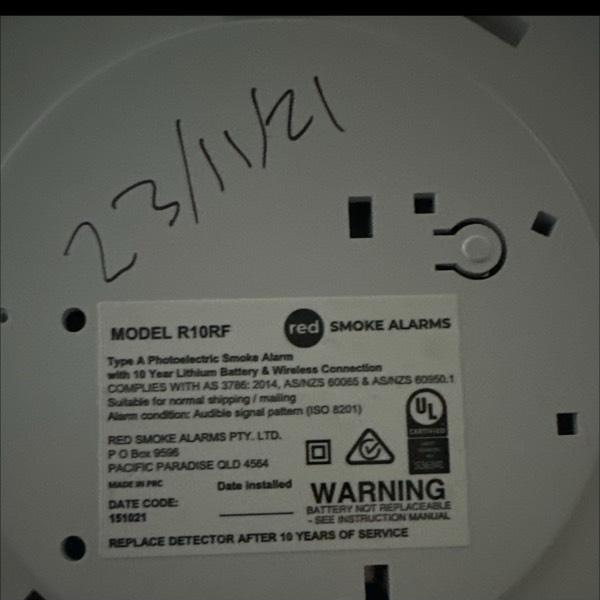 23/11/21
MODEL R10RF
red SMOKE ALARMS
Type A Photoelectric Smoke Alarm
with 10 Year Lithium Battery & Wireless Connection
COMPLIES WITH AS 3786: 2014, AS/NZS 60065 & AS/NZS 60950.1
Suitable for normal shipping / mailing
Alarm condition: Audible signal pattern (ISO 8201)
RED SMOKE ALARMS PTY. LTD.
P O Box 9596
PACIFIC PARADISE QLD 4564
UL
CERTIFIED
MADE IN PRC
Date installed
DATE CODE:
151021
WARNING
BATTERY NOT REPLACEABLE
- SEE INSTRUCTION MANUAL
REPLACE DETECTOR AFTER 10 YEARS OF SERVICE